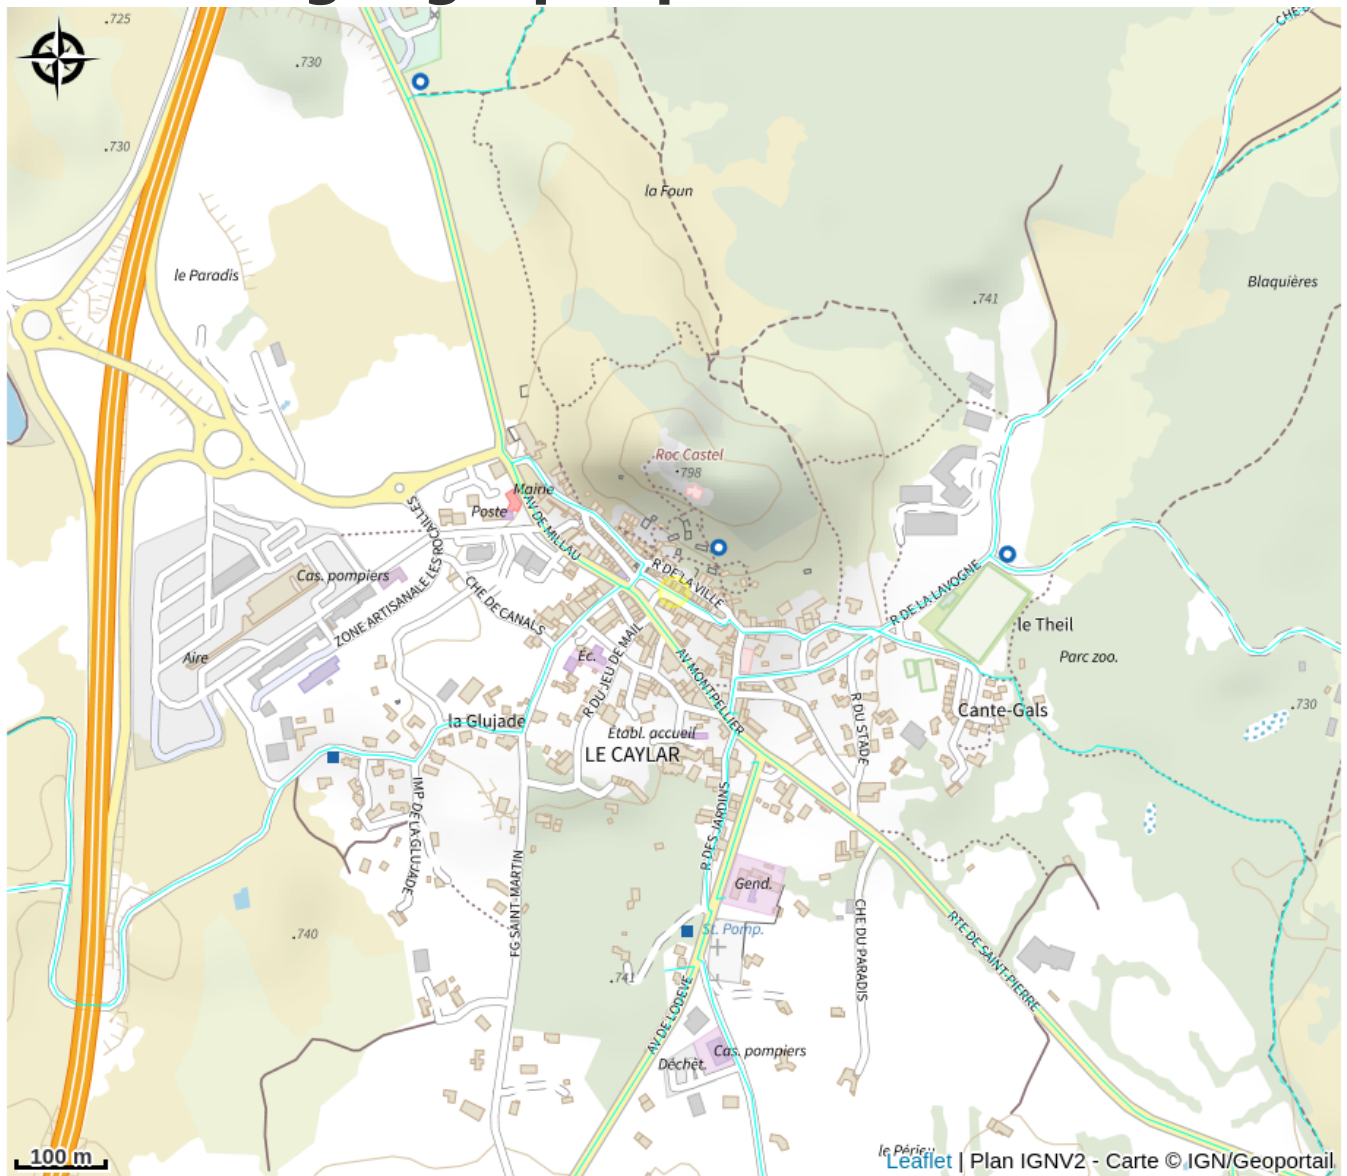 .725
.730
.730
la Foun
le Paradis
Blaquières
.741
Roc Castel
.798
Mairie
Poste
AV DE MILLAU
ZONE ARTISANALE LES ROCAILLES
Cas. pompiers
R DE LA VILLE
CHE DE CANALS
R DE LA LAVOGNE
le Theil
Parc zoo.
Aire
Éc.
R DU JEU DE MAIL
AV MONTPELLIER
R DU STADE
Cante-Gals
.730
la Glujade
Etabl. accueil
LE CAYLAR
IMP DE LA GLUJADE
R DES JARDINS
FG SAINT-MARTIN
Gend.
CHE DU PARADIS
RTE DE SAINT-PIERRE
St. Pomp.
.740
.741
AV DE LODEVE
Cas. pompiers
Déchèt.
100 m
Leaflet | Plan IGNV2 - Carte © IGN/Geoportail